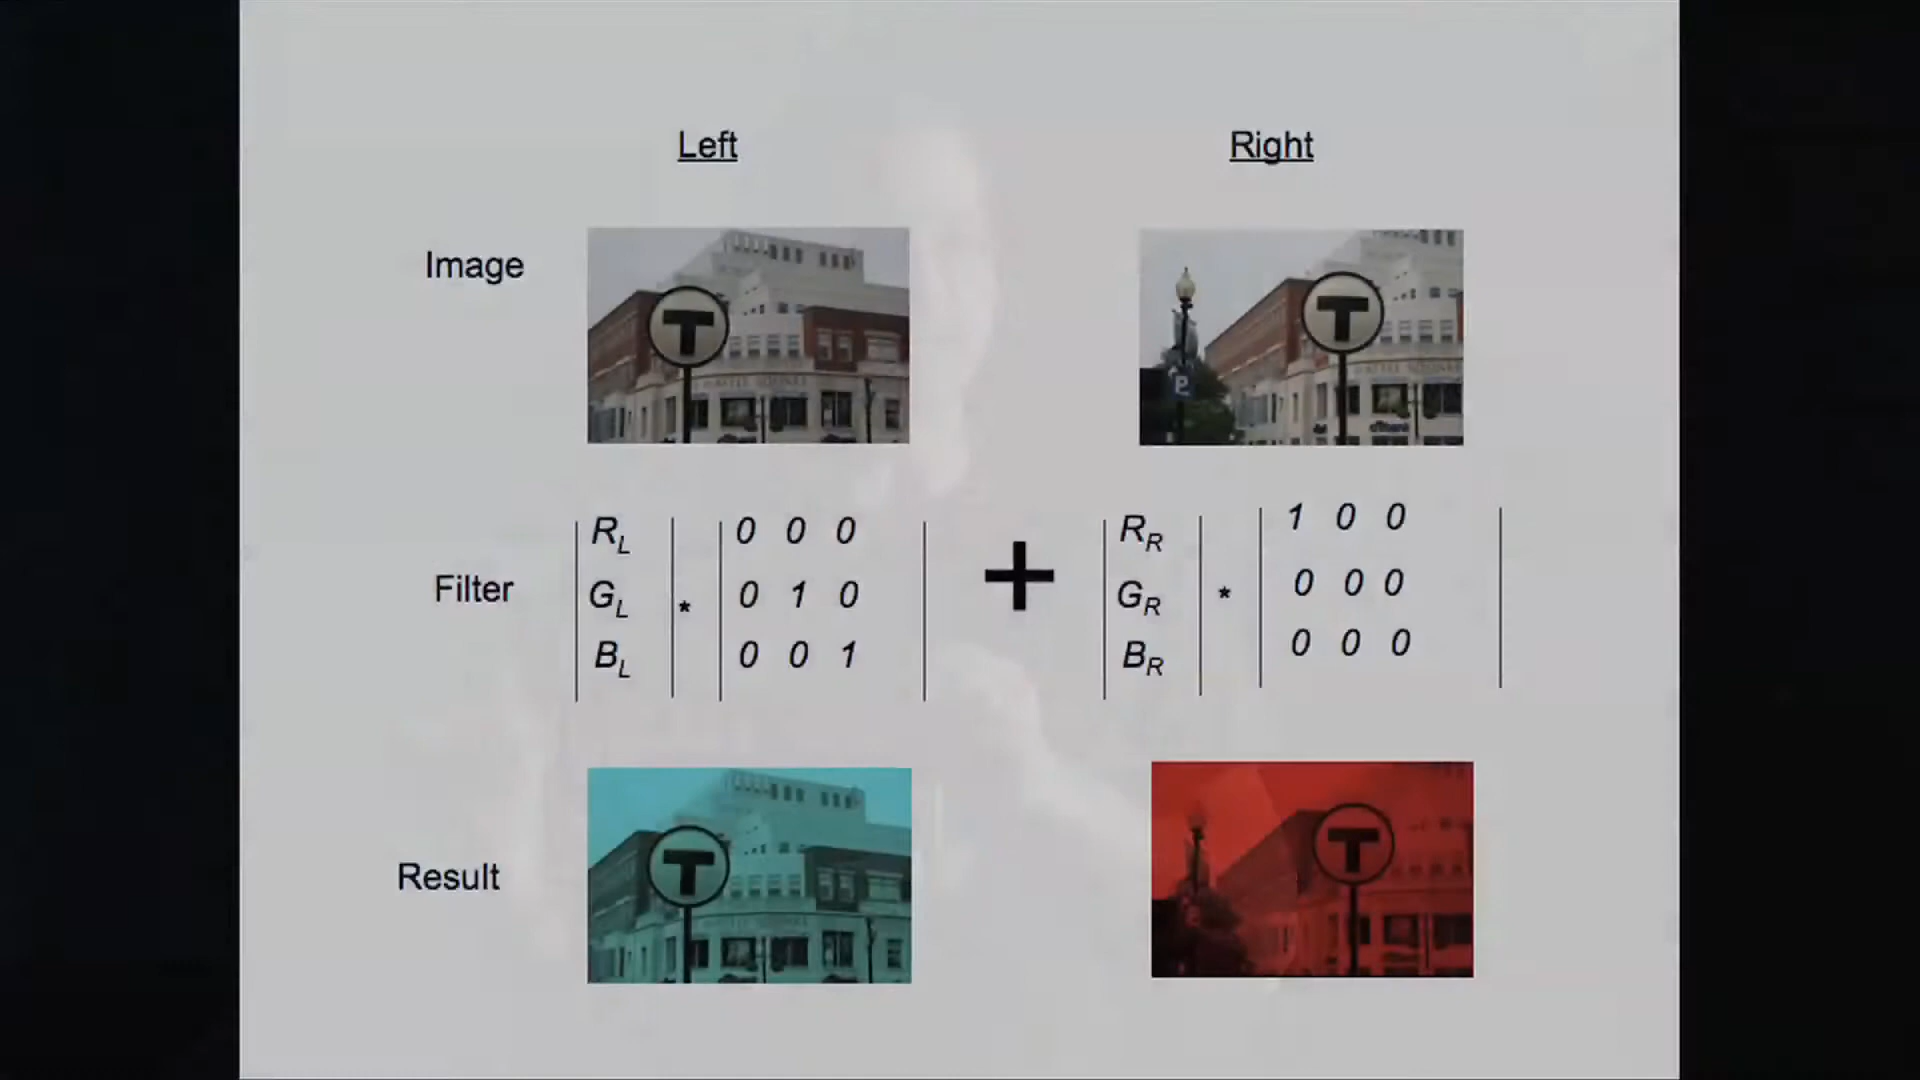 Left Right
Image
T T
P
Filter
R_L * 0 0 0 + R_R * 1 0 0
G_L 0 1 0 G_R 0 0 0
B_L 0 0 1 B_R 0 0 0
Result
T T